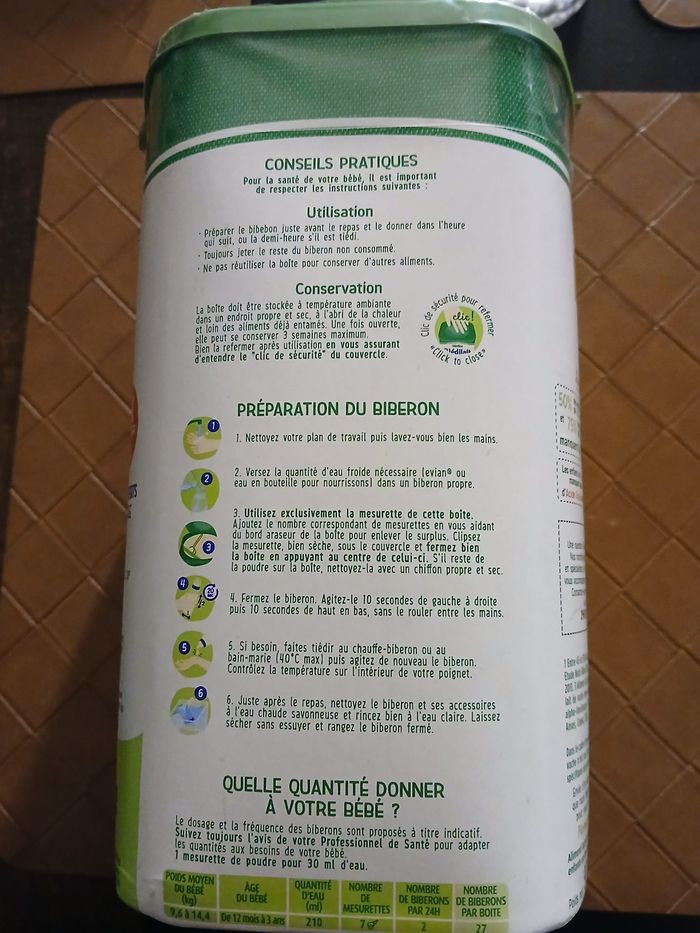 CONSEILS PRATIQUES
Pour la santé de votre bébé, il est important
de respecter les instructions suivantes :
Utilisation
· Préparer le bibebon juste avant le repas et le donner dans l'heure
qui suit, ou la demi-heure s'il est tiédi.
· Toujours jeter le reste du biberon non consommé.
· Ne pas réutiliser la boîte pour conserver d'autres aliments.
Conservation
La boîte doit être stockée à température ambiante
dans un endroit propre et sec, à l'abri de la chaleur
et loin des aliments déjà entamés. Une fois ouverte,
elle peut se conserver 3 semaines maximum.
Bien la refermer après utilisation en vous assurant
d'entendre le "clic de sécurité" du couvercle.
Clic de sécurité pour refermer
clic !
«Click to close»
PRÉPARATION DU BIBERON
1
1. Nettoyez votre plan de travail puis lavez-vous bien les mains.
2
2. Versez la quantité d'eau froide nécessaire (evian® ou
eau en bouteille pour nourrissons) dans un biberon propre.
3
3. Utilisez exclusivement la mesurette de cette boîte.
Ajoutez le nombre correspondant de mesurettes en vous aidant
du bord araseur de la boîte pour enlever le surplus. Clipsez
la mesurette, bien sèche, sous le couvercle et fermez bien
la boîte en appuyant au centre de celui-ci. S'il reste de
la poudre sur la boîte, nettoyez-la avec un chiffon propre et sec.
4
4. Fermez le biberon. Agitez-le 10 secondes de gauche à droite
puis 10 secondes de haut en bas, sans le rouler entre les mains.
5
5. Si besoin, faites tiédir au chauffe-biberon ou au
bain-marie (40°C max) puis agitez de nouveau le biberon.
Contrôlez la température sur l'intérieur de votre poignet.
6
6. Juste après le repas, nettoyez le biberon et ses accessoires
à l'eau chaude savonneuse et rincez bien à l'eau claire. Laissez
sécher sans essuyer et rangez le biberon fermé.
QUELLE QUANTITÉ DONNER
À VOTRE BÉBÉ ?
Le dosage et la fréquence des biberons sont proposés à titre indicatif.
Suivez toujours l'avis de votre Professionnel de Santé pour adapter
les quantités aux besoins de votre bébé.
1 mesurette de poudre pour 30 ml d'eau.
POIDS MOYEN
DU BÉBÉ
(kg)
ÂGE
DU BÉBÉ
QUANTITÉ
D'EAU
(ml)
NOMBRE
DE
MESURETTES
NOMBRE
DE BIBERONS
PAR 24H
NOMBRE
DE BIBERONS
PAR BOITE
9,6 à 14,4
De 12 mois à 3 ans
210
7
2
27